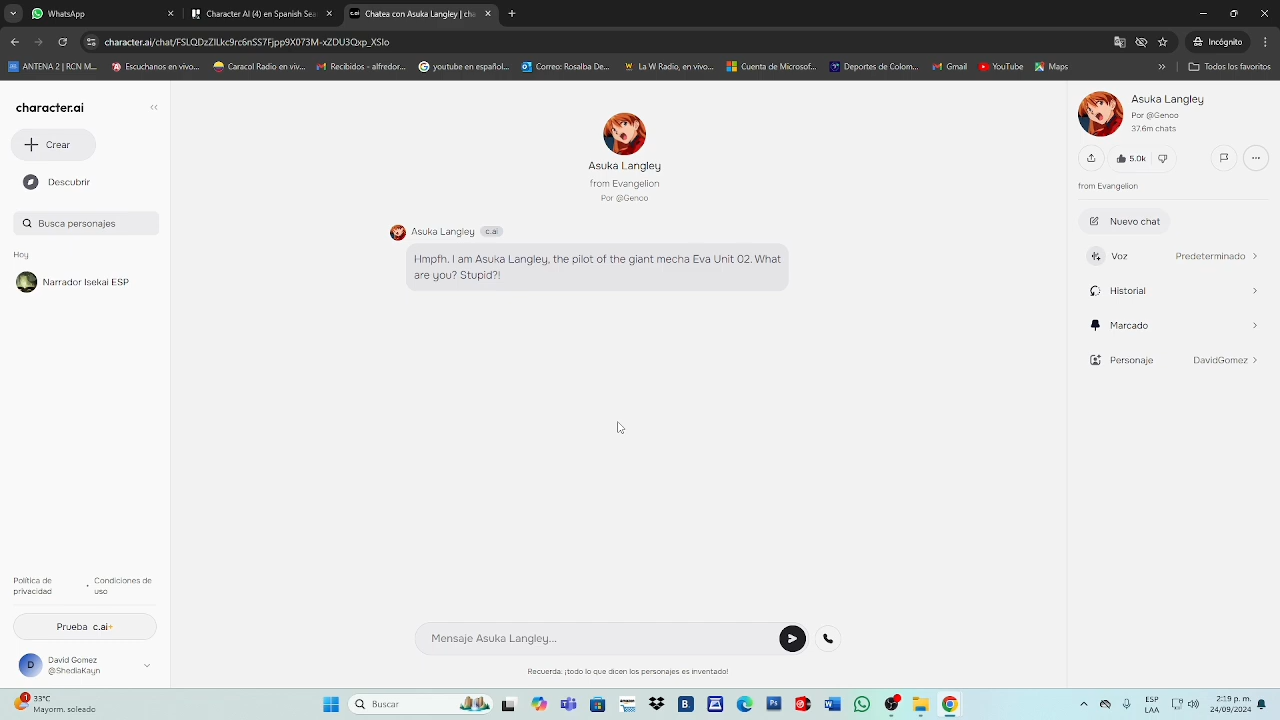 WhatsApp
Character AI (4) en Spanish Sea
Chatea con Asuka Langley | cha
character.ai/chat/FSLQDzZILkc9rc6nSS7Fjpp9X073M-xZDU3Qxp_XSIo
Incógnito
ANTENA 2 | RCN M...
Escuchanos en vivo...
Caracol Radio en viv...
Recibidos - alfredor...
youtube en español...
Correo: Rosalba De...
La W Radio, en vivo...
Cuenta de Microsof...
Deportes de Colom...
Gmail
YouTube
Maps
Todos los favoritos
character.ai
Crear
Descubrir
Busca personajes
Hoy
Narrador Isekai ESP
Política de privacidad
•
Condiciones de uso
Prueba c.ai+
D
David Gomez
@ShediaKayn
Asuka Langley
from Evangelion
Por @Genoo
Asuka Langley c.ai
Hmpfh. I am Asuka Langley, the pilot of the giant mecha Eva Unit 02. What
are you? Stupid?!
Mensaje Asuka Langley...
Recuerda: ¡todo lo que dicen los personajes es inventado!
Asuka Langley
Por @Genoo
37.6m chats
5.0k
from Evangelion
Nuevo chat
Voz Predeterminado
Historial
Marcado
Personaje DavidGomez
33°C
Mayorm. soleado
Buscar
ESP
LAA
2:19 p. m.
24/09/2024